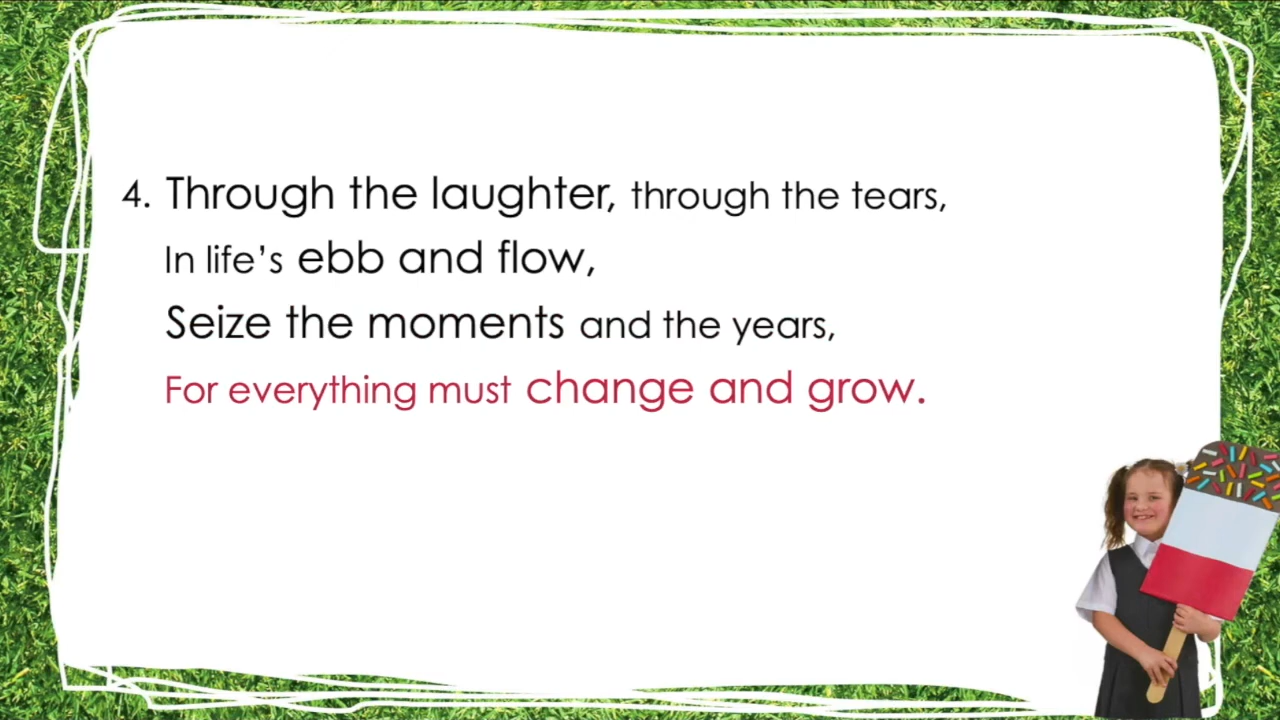 4. Through the laughter, through the tears,
In life’s ebb and flow,
Seize the moments and the years,
For everything must change and grow.